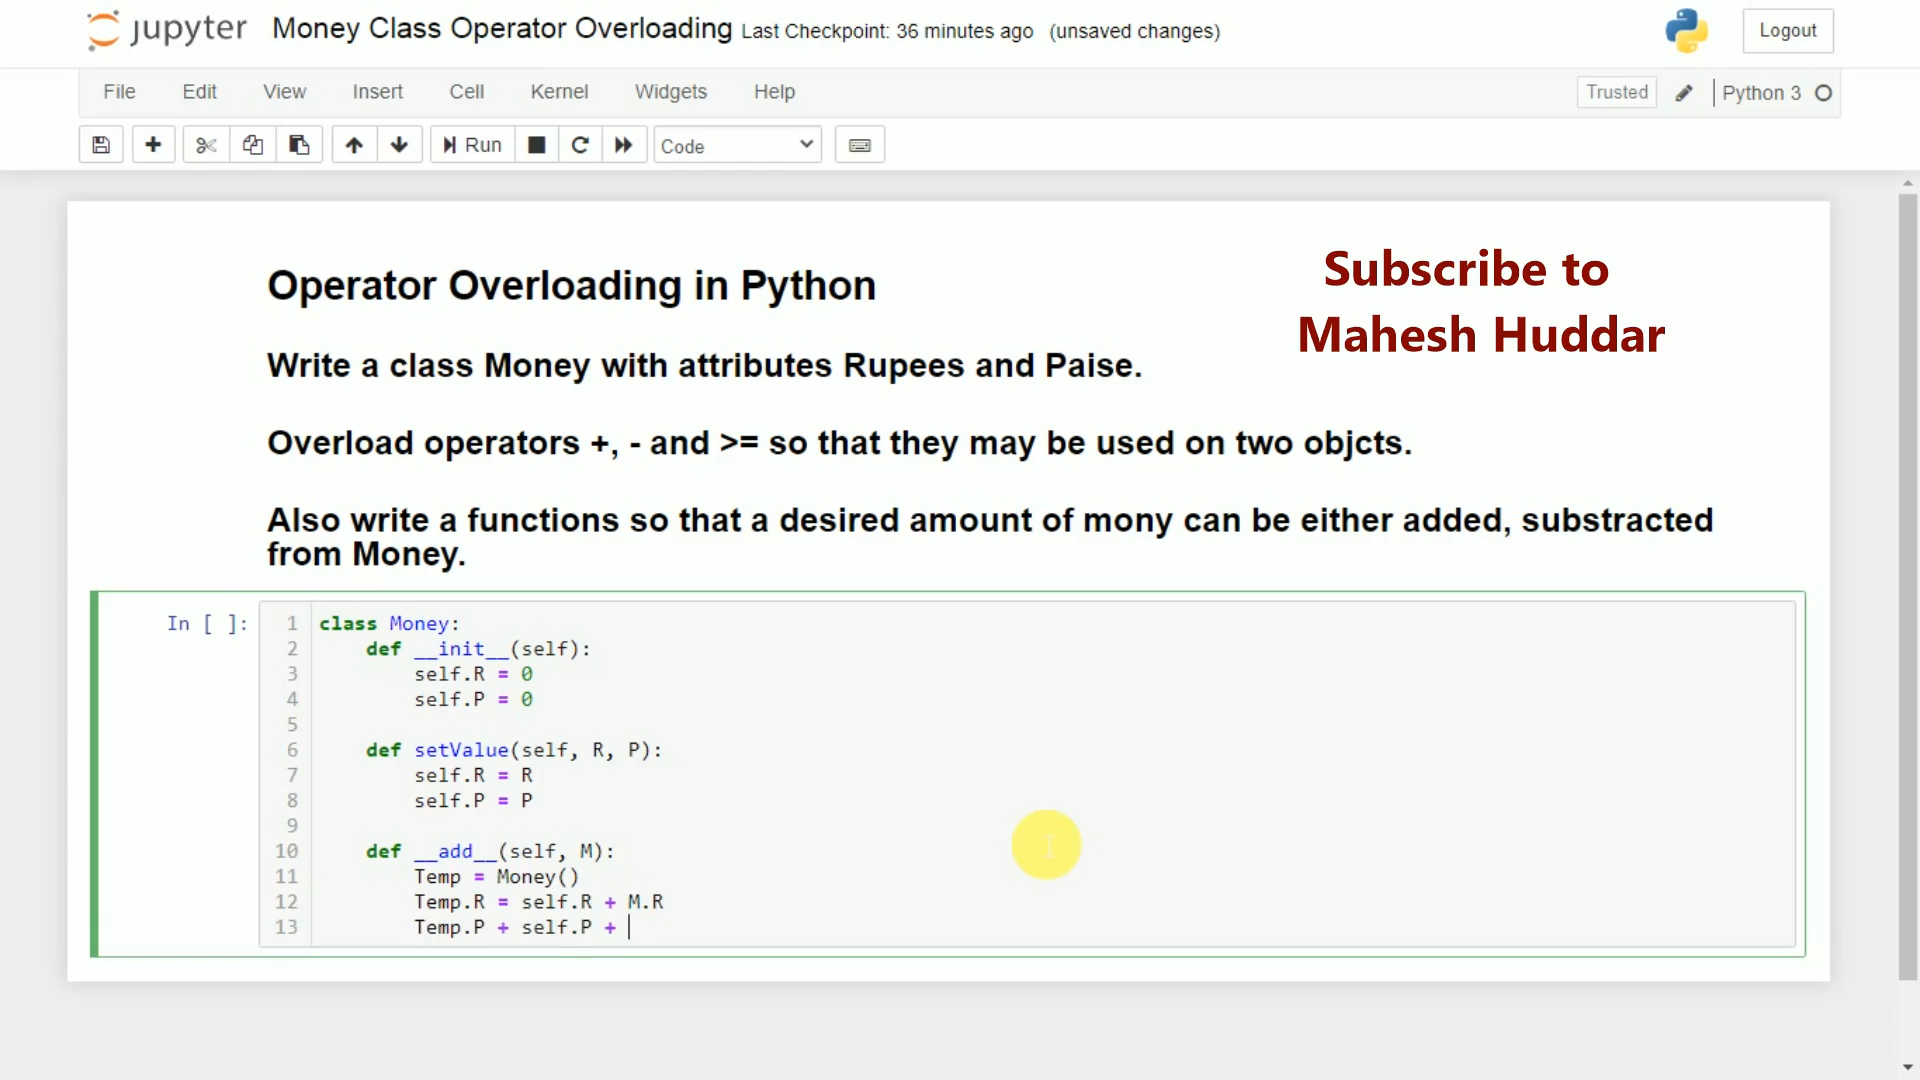 jupyter Money Class Operator Overloading Last Checkpoint: 36 minutes ago (unsaved changes) Logout
File Edit View Insert Cell Kernel Widgets Help Trusted Python 3
Run Code
Subscribe to
Mahesh Huddar
Operator Overloading in Python
Write a class Money with attributes Rupees and Paise.
Overload operators +, - and >= so that they may be used on two objcts.
Also write a functions so that a desired amount of mony can be either added, substracted
from Money.
In [ ]:
1 class Money:
2     def __init__(self):
3         self.R = 0
4         self.P = 0
5
6     def setValue(self, R, P):
7         self.R = R
8         self.P = P
9
10     def __add__(self, M):
11         Temp = Money()
12         Temp.R = self.R + M.R
13         Temp.P + self.P +